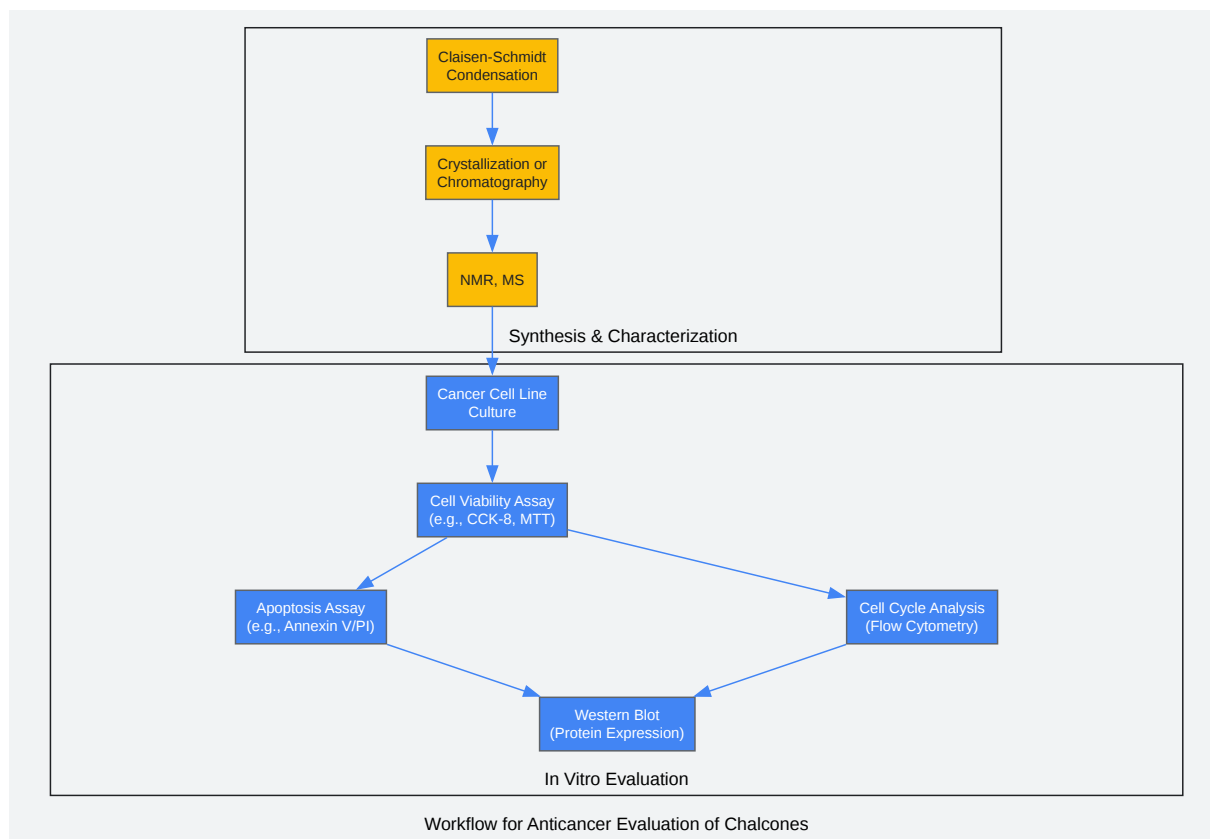 Claisen-Schmidt
Condensation
Crystallization or
Chromatography
NMR, MS
Synthesis & Characterization
Cancer Cell Line
Culture
Cell Viability Assay
(e.g., CCK-8, MTT)
Apoptosis Assay
(e.g., Annexin V/PI)
Cell Cycle Analysis
(Flow Cytometry)
Western Blot
(Protein Expression)
In Vitro Evaluation
Workflow for Anticancer Evaluation of Chalcones